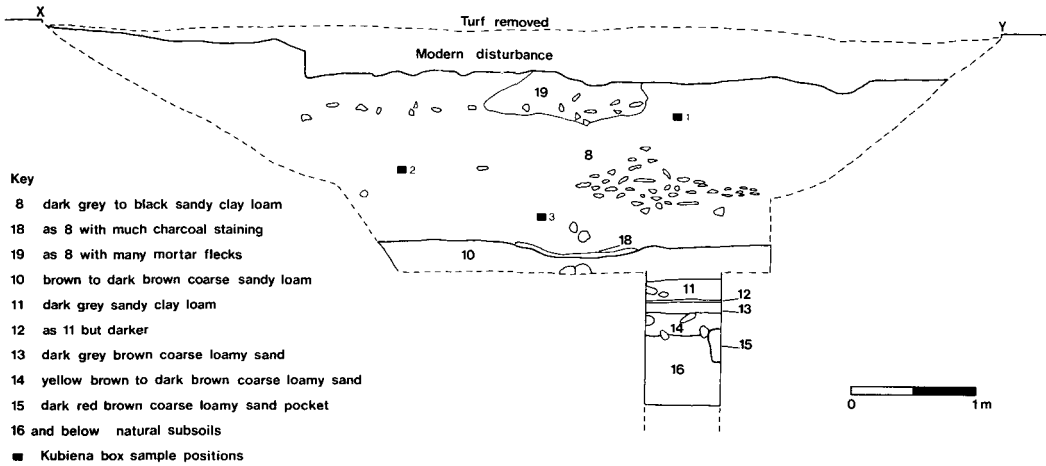 X
Y
Turf removed
Modern disturbance
19
1
8
2
3
18
10
11
12
13
14
15
16
Key
8 dark grey to black sandy clay loam
18 as 8 with much charcoal staining
19 as 8 with many mortar flecks
10 brown to dark brown coarse sandy loam
11 dark grey sandy clay loam
12 as 11 but darker
13 dark grey brown coarse loamy sand
14 yellow brown to dark brown coarse loamy sand
15 dark red brown coarse loamy sand pocket
16 and below natural subsoils
Kubiena box sample positions
0 1m